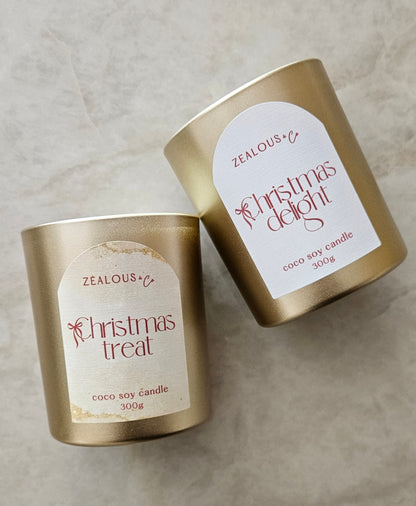 ZEALOUS & Co
Christmas
treat
coco soy candle
300g
ZEALOUS & Co
Christmas
delight
coco soy candle
300g